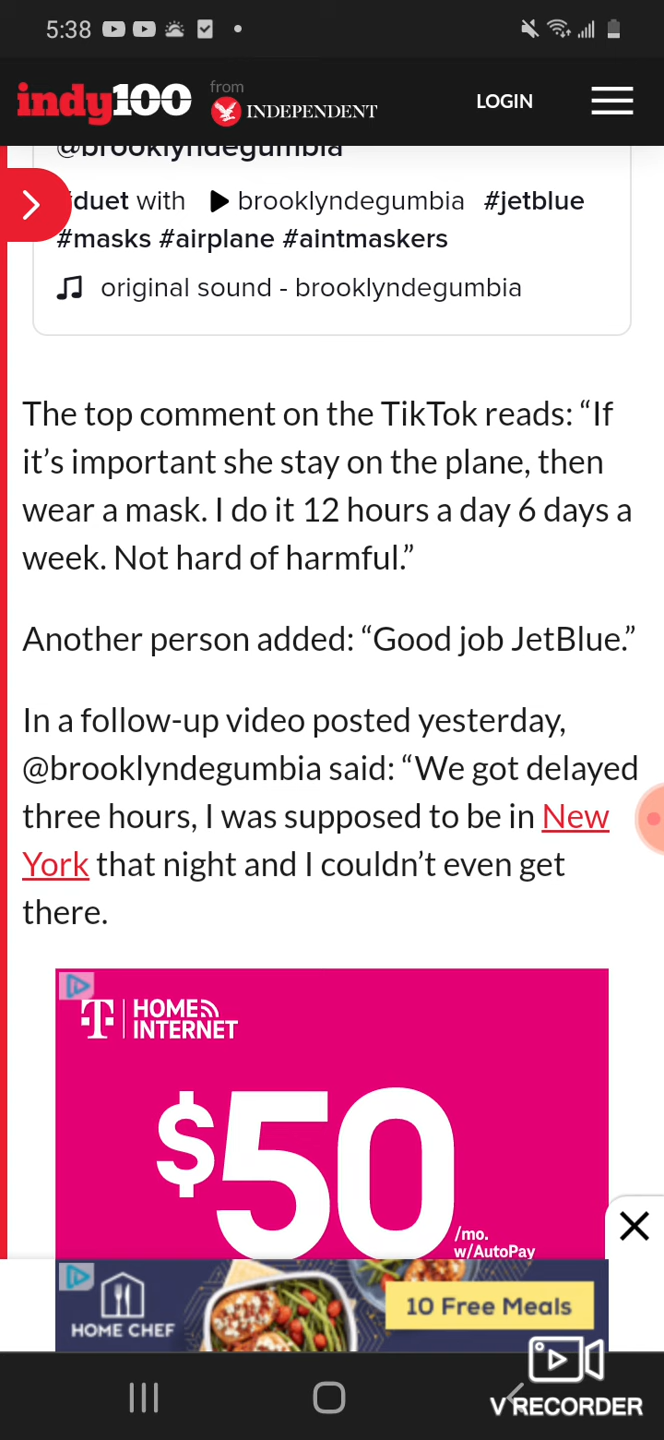 5:38
indy100 from INDEPENDENT LOGIN
@brooklyndegumbia
duet with brooklyndegumbia #jetblue
#masks #airplane #aintmaskers
original sound - brooklyndegumbia
The top comment on the TikTok reads: “If
it’s important she stay on the plane, then
wear a mask. I do it 12 hours a day 6 days a
week. Not hard of harmful.”
Another person added: “Good job JetBlue.”
In a follow-up video posted yesterday,
@brooklyndegumbia said: “We got delayed
three hours, I was supposed to be in New
York that night and I couldn’t even get
there.
T HOME
INTERNET
$50
/mo.
w/AutoPay
HOME CHEF
10 Free Meals
V RECORDER